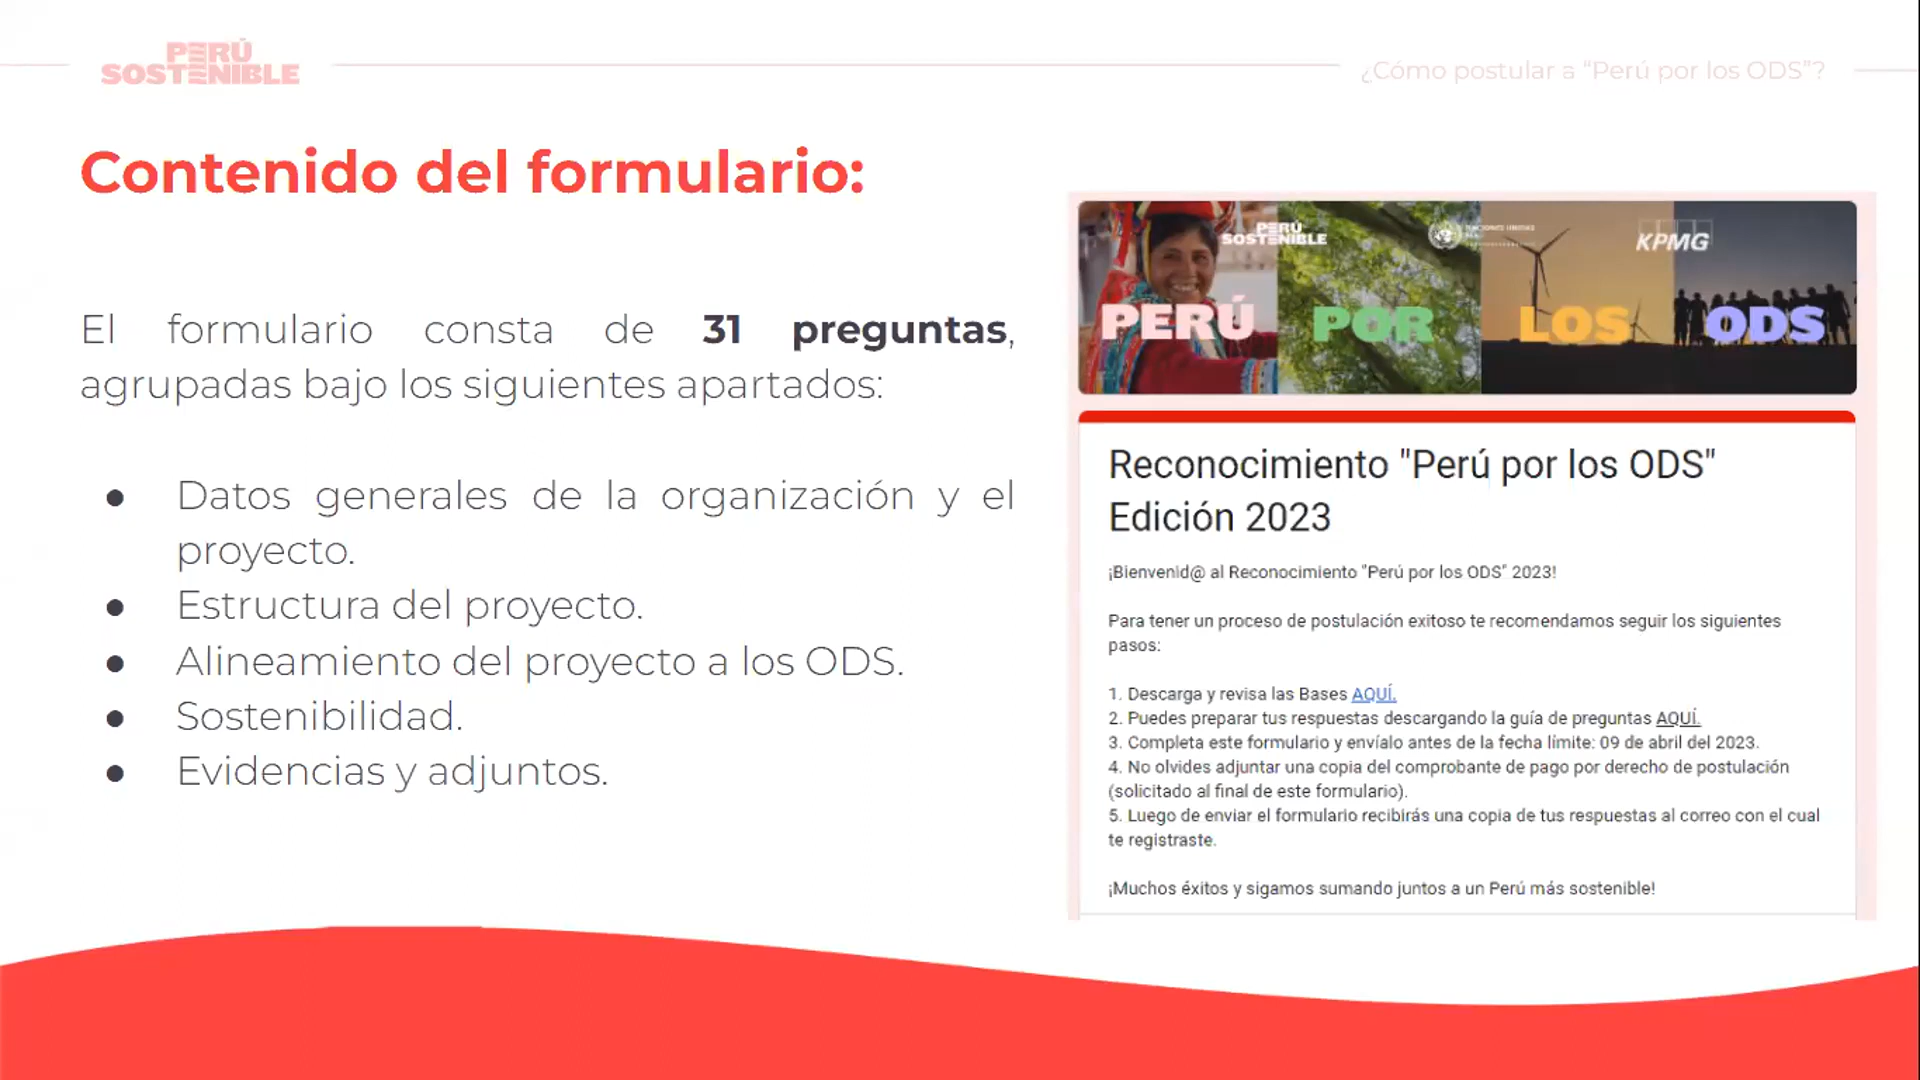 PERÚ
SOSTENIBLE
¿Cómo postular a “Perú por los ODS”?
Contenido del formulario:
El formulario consta de 31 preguntas,
agrupadas bajo los siguientes apartados:
● Datos generales de la organización y el
proyecto.
● Estructura del proyecto.
● Alineamiento del proyecto a los ODS.
● Sostenibilidad.
● Evidencias y adjuntos.
PERÚ
SOSTENIBLE
NACIONES UNIDAS
KPMG
PERÚ POR LOS ODS
Reconocimiento "Perú por los ODS"
Edición 2023
¡Bienvenid@ al Reconocimiento "Perú por los ODS" 2023!
Para tener un proceso de postulación exitoso te recomendamos seguir los siguientes
pasos:
1. Descarga y revisa las Bases AQUÍ.
2. Puedes preparar tus respuestas descargando la guía de preguntas AQUÍ.
3. Completa este formulario y envíalo antes de la fecha límite: 09 de abril del 2023.
4. No olvides adjuntar una copia del comprobante de pago por derecho de postulación
(solicitado al final de este formulario).
5. Luego de enviar el formulario recibirás una copia de tus respuestas al correo con el cual
te registraste.
¡Muchos éxitos y sigamos sumando juntos a un Perú más sostenible!